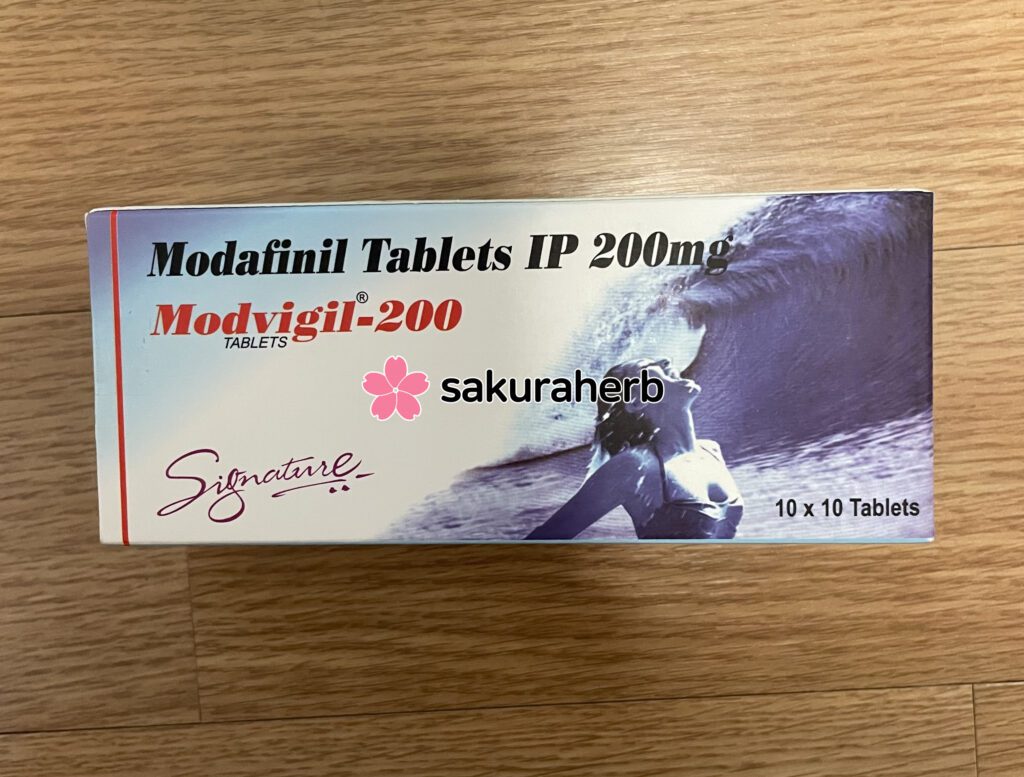 Modafinil Tablets IP 200mg
Modvigil®-200
TABLETS
sakuraherb
Signature
10 x 10 Tablets